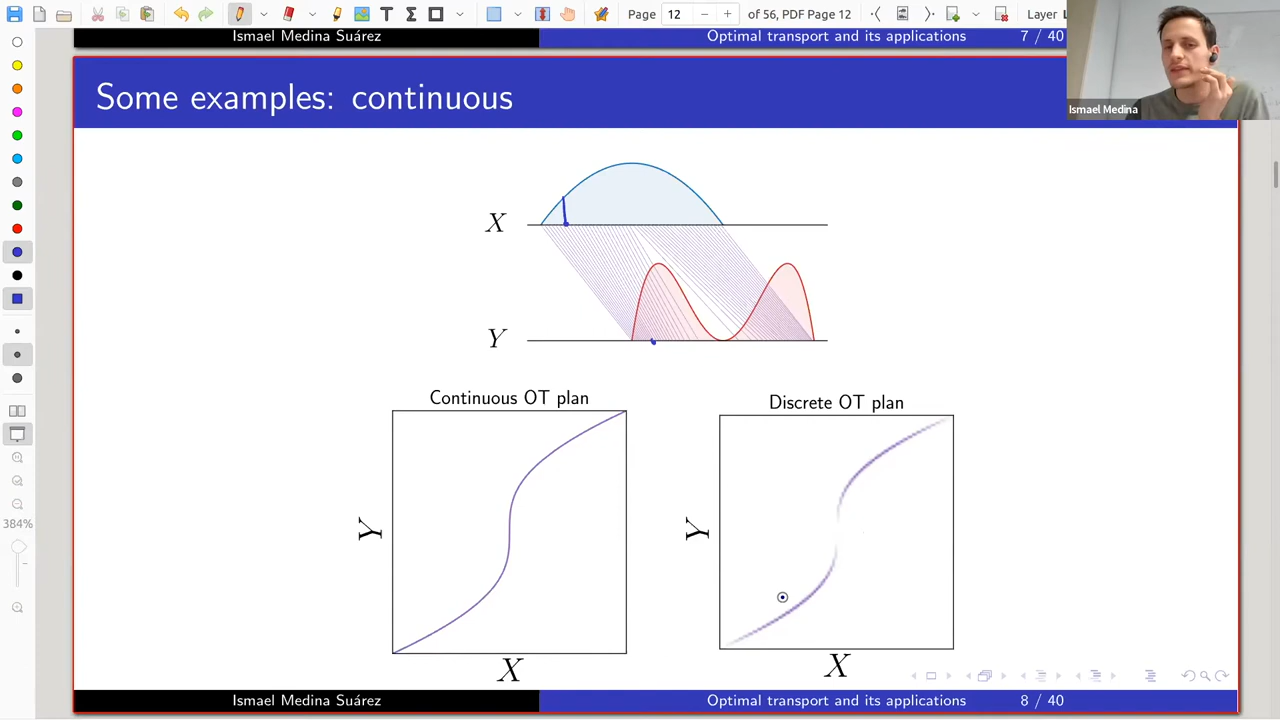 Page 12 of 56, PDF Page 12 Layer
Ismael Medina Suárez Optimal transport and its applications 7 / 40
Ismael Medina
Some examples: continuous
X
Y
Continuous OT plan Discrete OT plan
Y Y
384%
X X
Ismael Medina Suárez Optimal transport and its applications 8 / 40